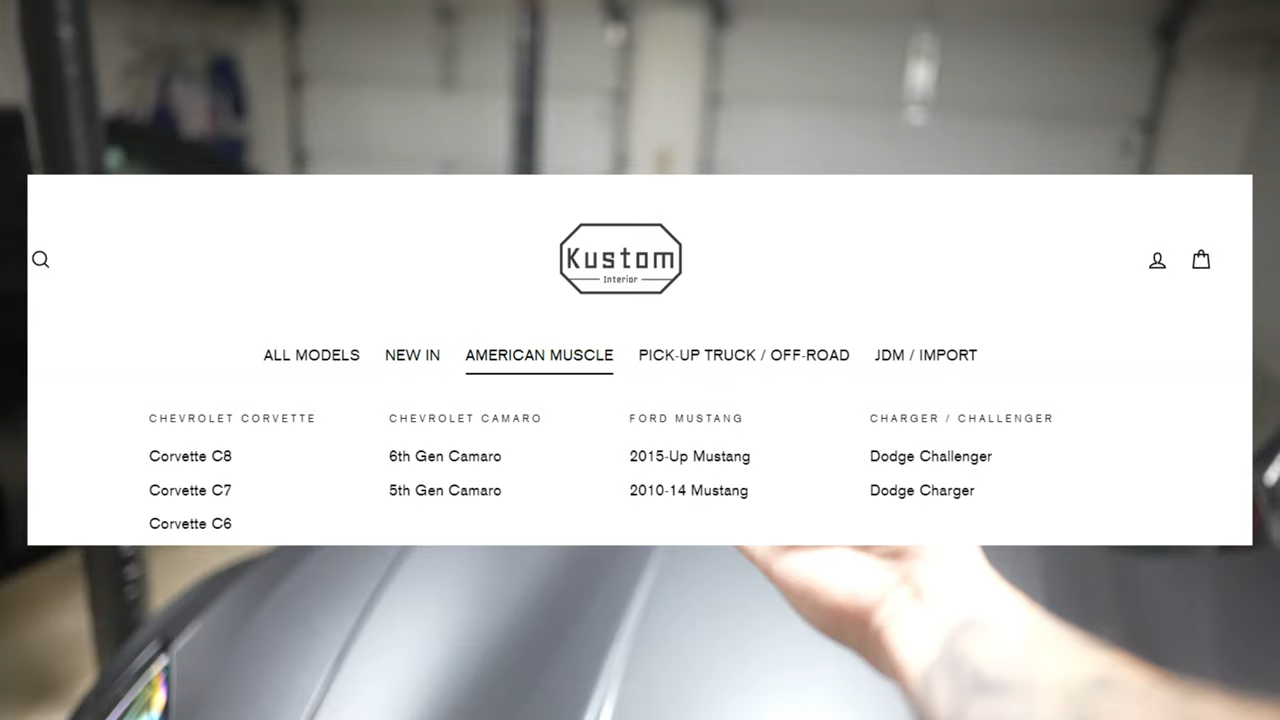 Kustom
Interior
ALL MODELS NEW IN AMERICAN MUSCLE PICK-UP TRUCK / OFF-ROAD JDM / IMPORT
CHEVROLET CORVETTE CHEVROLET CAMARO FORD MUSTANG CHARGER / CHALLENGER
Corvette C8 6th Gen Camaro 2015-Up Mustang Dodge Challenger
Corvette C7 5th Gen Camaro 2010-14 Mustang Dodge Charger
Corvette C6